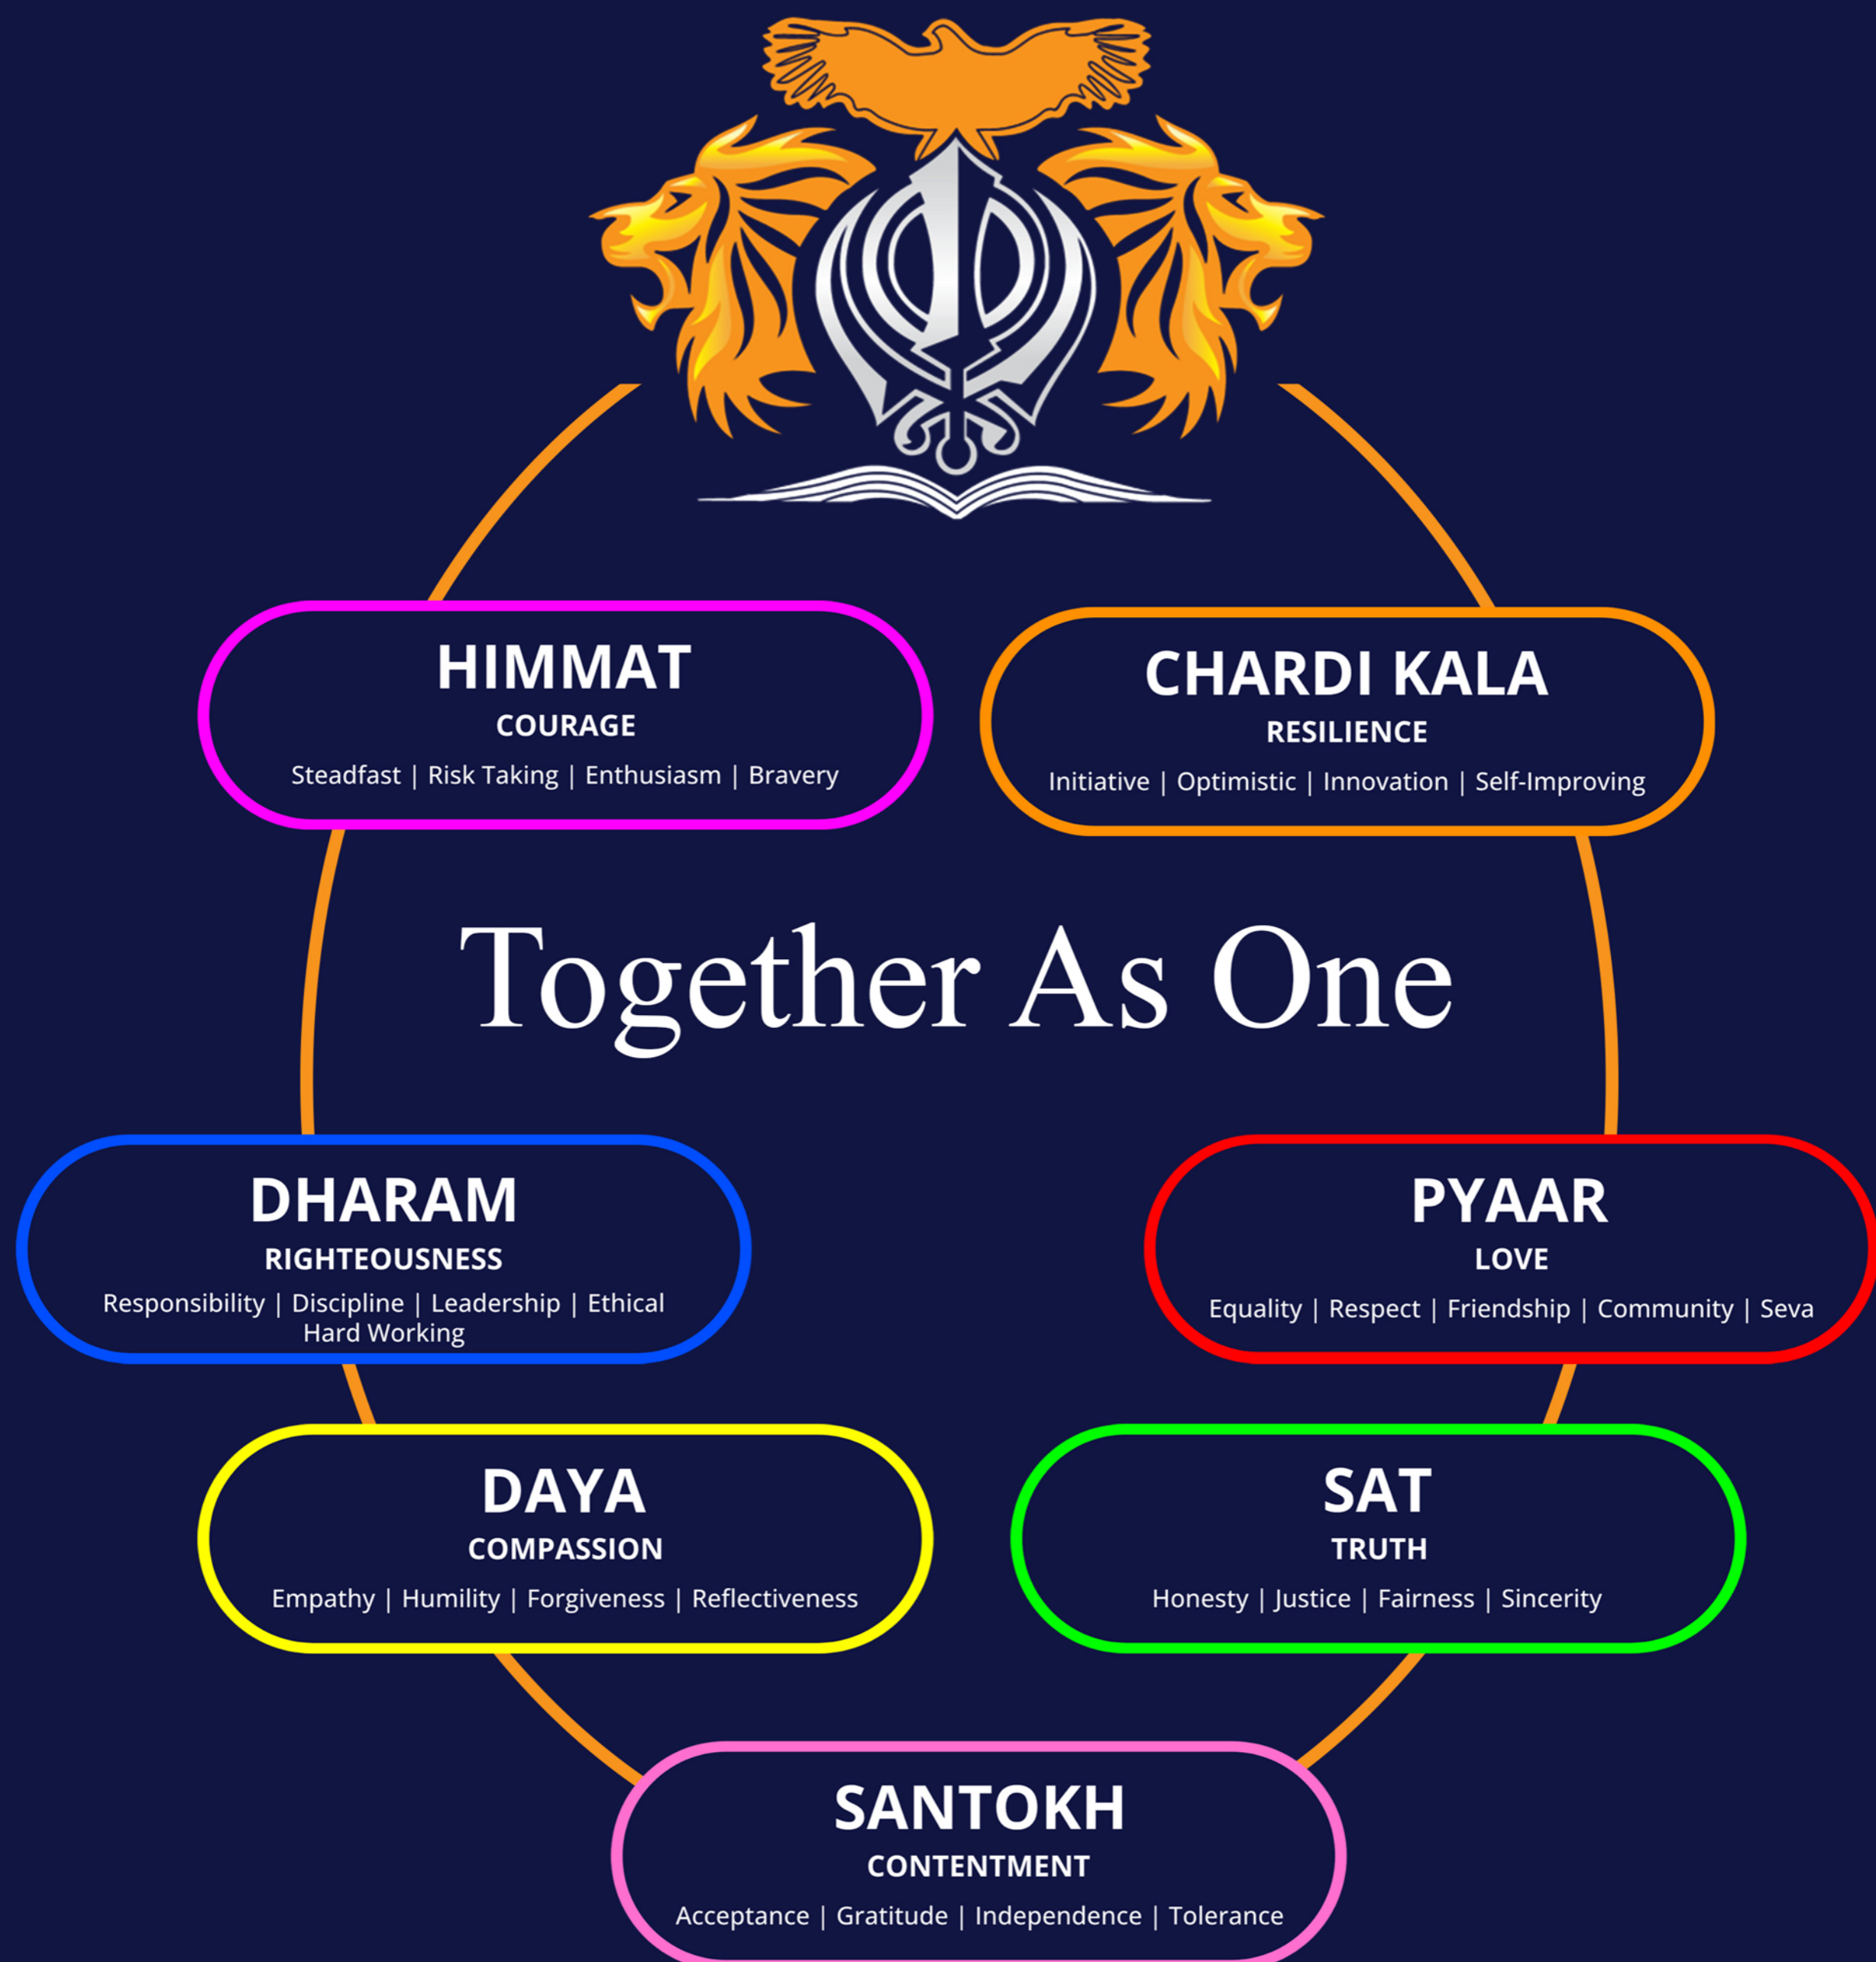 HIMMAT
COURAGE
Steadfast | Risk Taking | Enthusiasm | Bravery
CHARDI KALA
RESILIENCE
Initiative | Optimistic | Innovation | Self-Improving
Together As One
DHARAM
RIGHTEOUSNESS
Responsibility | Discipline | Leadership | Ethical
Hard Working
PYAAR
LOVE
Equality | Respect | Friendship | Community | Seva
DAYA
COMPASSION
Empathy | Humility | Forgiveness | Reflectiveness
SAT
TRUTH
Honesty | Justice | Fairness | Sincerity
SANTOKH
CONTENTMENT
Acceptance | Gratitude | Independence | Tolerance